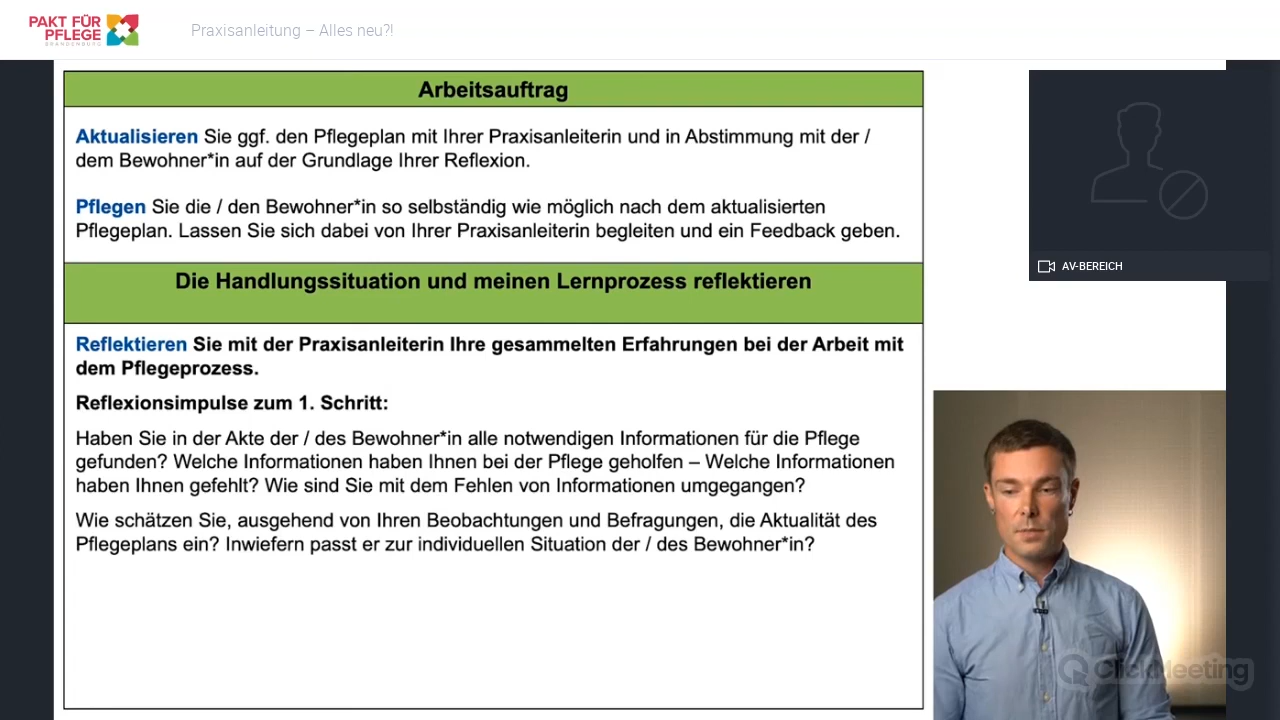 PAKT FÜR
PFLEGE
BRANDENBURG
Praxisanleitung – Alles neu?!
Arbeitsauftrag
Aktualisieren Sie ggf. den Pflegeplan mit Ihrer Praxisanleiterin und in Abstimmung mit der /
dem Bewohner*in auf der Grundlage Ihrer Reflexion.
Pflegen Sie die / den Bewohner*in so selbständig wie möglich nach dem aktualisierten
Pflegeplan. Lassen Sie sich dabei von Ihrer Praxisanleiterin begleiten und ein Feedback geben.
AV-BEREICH
Die Handlungssituation und meinen Lernprozess reflektieren
Reflektieren Sie mit der Praxisanleiterin Ihre gesammelten Erfahrungen bei der Arbeit mit
dem Pflegeprozess.
Reflexionsimpulse zum 1. Schritt:
Haben Sie in der Akte der / des Bewohner*in alle notwendigen Informationen für die Pflege
gefunden? Welche Informationen haben Ihnen bei der Pflege geholfen – Welche Informationen
haben Ihnen gefehlt? Wie sind Sie mit dem Fehlen von Informationen umgegangen?
Wie schätzen Sie, ausgehend von Ihren Beobachtungen und Befragungen, die Aktualität des
Pflegeplans ein? Inwiefern passt er zur individuellen Situation der / des Bewohner*in?
ClickMeeting